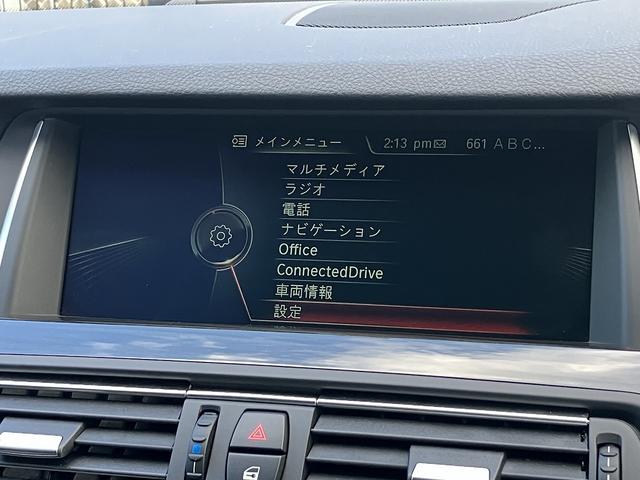 メインメニュー 2:13 pm 661 ABC...
マルチメディア
ラジオ
電話
ナビゲーション
Office
ConnectedDrive
車両情報
設定